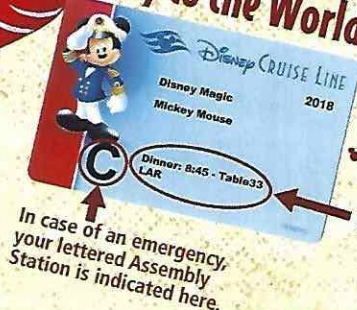 to the World
Disney CRUISE LINE
Disney Magic
2018
Mickey Mouse
C
Dinner: 8:45 - Table33
LAR
In case of an emergency,
your lettered Assembly
Station is indicated here.